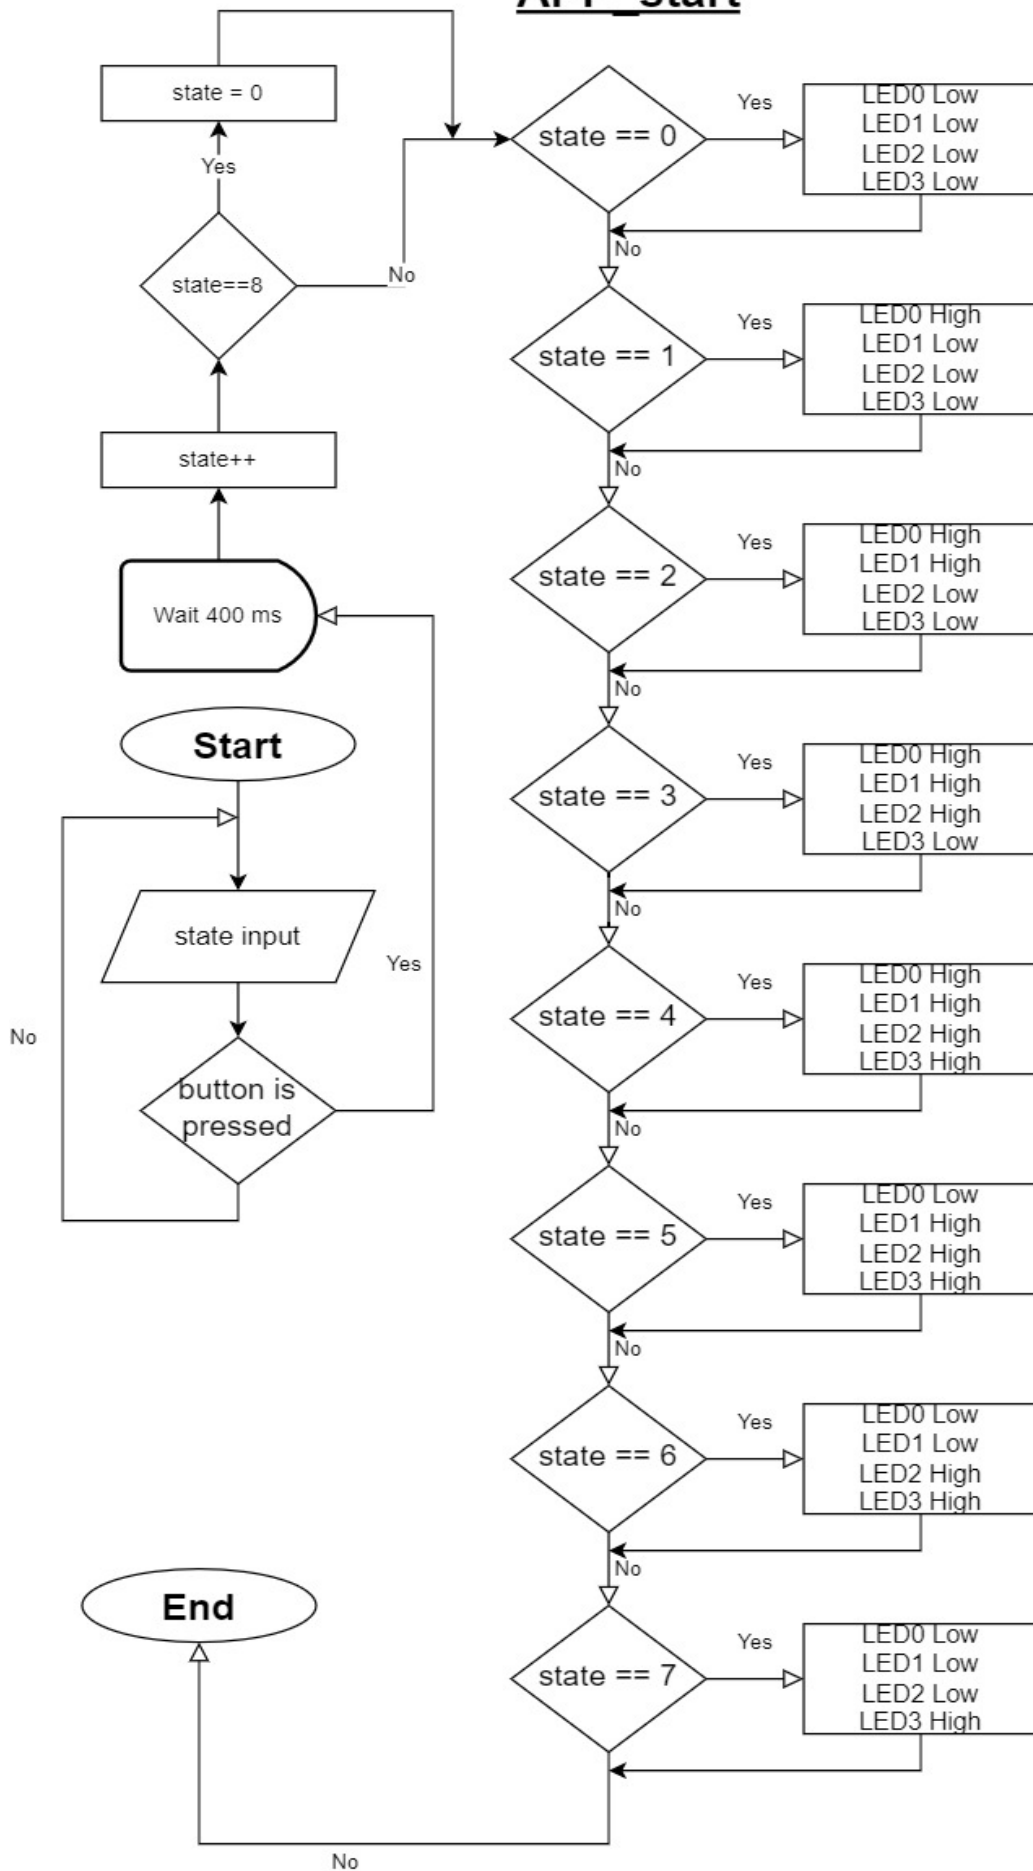 state = 0
Yes
state==8
No
state++
Wait 400 ms
Start
state input
Yes
No
button is
pressed
End
state == 0
Yes
LED0 Low
LED1 Low
LED2 Low
LED3 Low
No
state == 1
Yes
LED0 High
LED1 Low
LED2 Low
LED3 Low
No
state == 2
Yes
LED0 High
LED1 High
LED2 Low
LED3 Low
No
state == 3
Yes
LED0 High
LED1 High
LED2 High
LED3 Low
No
state == 4
Yes
LED0 High
LED1 High
LED2 High
LED3 High
No
state == 5
Yes
LED0 Low
LED1 High
LED2 High
LED3 High
No
state == 6
Yes
LED0 Low
LED1 Low
LED2 High
LED3 High
No
state == 7
Yes
LED0 Low
LED1 Low
LED2 Low
LED3 High
No